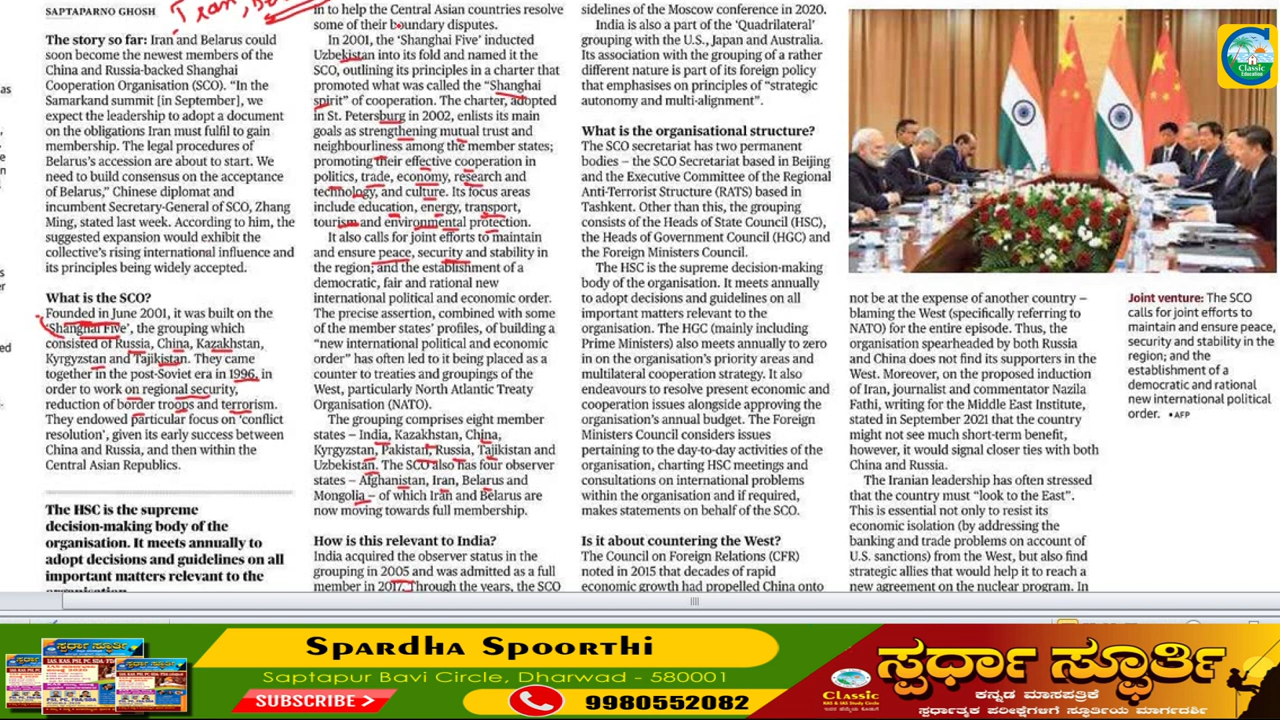 SAPTAPARNO GHOSH
Iran,
The story so far: Iran and Belarus could
soon become the newest members of the
China and Russia-backed Shanghai
Cooperation Organisation (SCO). “In the
Samarkand summit [in September], we
expect the leadership to adopt a document
on the obligations Iran must fulfil to gain
membership. The legal procedures of
Belarus’s accession are about to start. We
need to build consensus on the acceptance
of Belarus,” Chinese diplomat and
incumbent Secretary-General of SCO, Zhang
Ming, stated last week. According to him, the
suggested expansion would exhibit the
collective’s rising international influence and
its principles being widely accepted.
What is the SCO?
Founded in June 2001, it was built on the
‘Shanghai Five’, the grouping which
consisted of Russia, China, Kazakhstan,
Kyrgyzstan and Tajikistan. They came
together in the post-Soviet era in 1996, in
order to work on regional security,
reduction of border troops and terrorism.
They endowed particular focus on ‘conflict
resolution’, given its early success between
China and Russia, and then within the
Central Asian Republics.
The HSC is the supreme
decision-making body of the
organisation. It meets annually to
adopt decisions and guidelines on all
important matters relevant to the
organisation
in to help the Central Asian countries resolve
some of their boundary disputes.
In 2001, the ‘Shanghai Five’ inducted
Uzbekistan into its fold and named it the
SCO, outlining its principles in a charter that
promoted what was called the “Shanghai
spirit” of cooperation. The charter, adopted
in St. Petersburg in 2002, enlists its main
goals as strengthening mutual trust and
neighbourliness among the member states;
promoting their effective cooperation in
politics, trade, economy, research and
technology, and culture. Its focus areas
include education, energy, transport,
tourism and environmental protection.
It also calls for joint efforts to maintain
and ensure peace, security and stability in
the region; and the establishment of a
democratic, fair and rational new
international political and economic order.
The precise assertion, combined with some
of the member states’ profiles, of building a
“new international political and economic
order” has often led to it being placed as a
counter to treaties and groupings of the
West, particularly North Atlantic Treaty
Organisation (NATO).
The grouping comprises eight member
states – India, Kazakhstan, China,
Kyrgyzstan, Pakistan, Russia, Tajikistan and
Uzbekistan. The SCO also has four observer
states – Afghanistan, Iran, Belarus and
Mongolia – of which Iran and Belarus are
now moving towards full membership.
How is this relevant to India?
India acquired the observer status in the
grouping in 2005 and was admitted as a full
member in 2017. Through the years, the SCO
sidelines of the Moscow conference in 2020.
India is also a part of the ‘Quadrilateral’
grouping with the U.S., Japan and Australia.
Its association with the grouping of a rather
different nature is part of its foreign policy
that emphasises on principles of “strategic
autonomy and multi-alignment”.
What is the organisational structure?
The SCO secretariat has two permanent
bodies – the SCO Secretariat based in Beijing
and the Executive Committee of the Regional
Anti-Terrorist Structure (RATS) based in
Tashkent. Other than this, the grouping
consists of the Heads of State Council (HSC),
the Heads of Government Council (HGC) and
the Foreign Ministers Council.
The HSC is the supreme decision-making
body of the organisation. It meets annually
to adopt decisions and guidelines on all
important matters relevant to the
organisation. The HGC (mainly including
Prime Ministers) also meets annually to zero
in on the organisation’s priority areas and
multilateral cooperation strategy. It also
endeavours to resolve present economic and
cooperation issues alongside approving the
organisation’s annual budget. The Foreign
Ministers Council considers issues
pertaining to the day-to-day activities of the
organisation, charting HSC meetings and
consultations on international problems
within the organisation and if required,
makes statements on behalf of the SCO.
Is it about countering the West?
The Council on Foreign Relations (CFR)
noted in 2015 that decades of rapid
economic growth had propelled China onto
not be at the expense of another country –
blaming the West (specifically referring to
NATO) for the entire episode. Thus, the
organisation spearheaded by both Russia
and China does not find its supporters in the
West. Moreover, on the proposed induction
of Iran, journalist and commentator Nazila
Fathi, writing for the Middle East Institute,
stated in September 2021 that the country
might not see much short-term benefit,
however, it would signal closer ties with both
China and Russia.
The Iranian leadership has often stressed
that the country must “look to the East”.
This is essential not only to resist its
economic isolation (by addressing the
banking and trade problems on account of
U.S. sanctions) from the West, but also find
strategic allies that would help it to reach a
new agreement on the nuclear program. In
Joint venture: The SCO
calls for joint efforts to
maintain and ensure peace,
security and stability in the
region; and the
establishment of a
democratic and rational
new international political
order. • AFP
Classic
Education
Spardha Spoorthi
Saptapur Bavi Circle, Dharwad - 580001
SUBSCRIBE
9980552082
ಸ್ಪರ್ಧಾ ಸ್ಫೂರ್ತಿ
ಕನ್ನಡ ಮಾಸಪತ್ರಿಕೆ
ಸ್ಪರ್ಧಾತ್ಮಕ ಪರೀಕ್ಷೆಗಳಿಗೆ ಸ್ಫೂರ್ತಿಯ ಮಾರ್ಗದರ್ಶಿ
Classic
KAS & IAS Study Circle